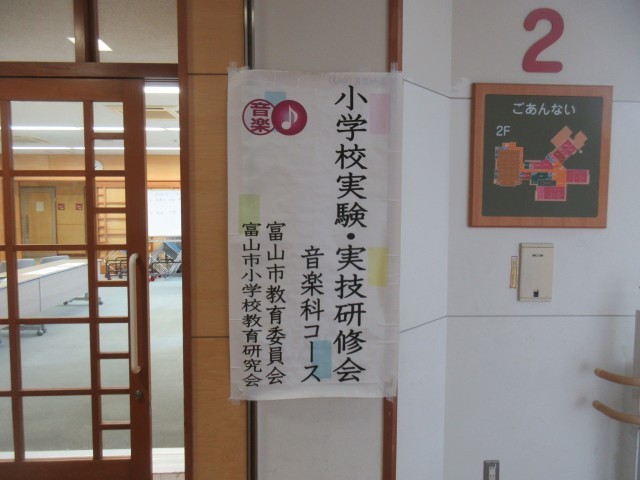 小学校実験・実技研修会
音楽科コース
富山市教育委員会
富山市小学校教育研究会
音楽
2
ごあんない
2F